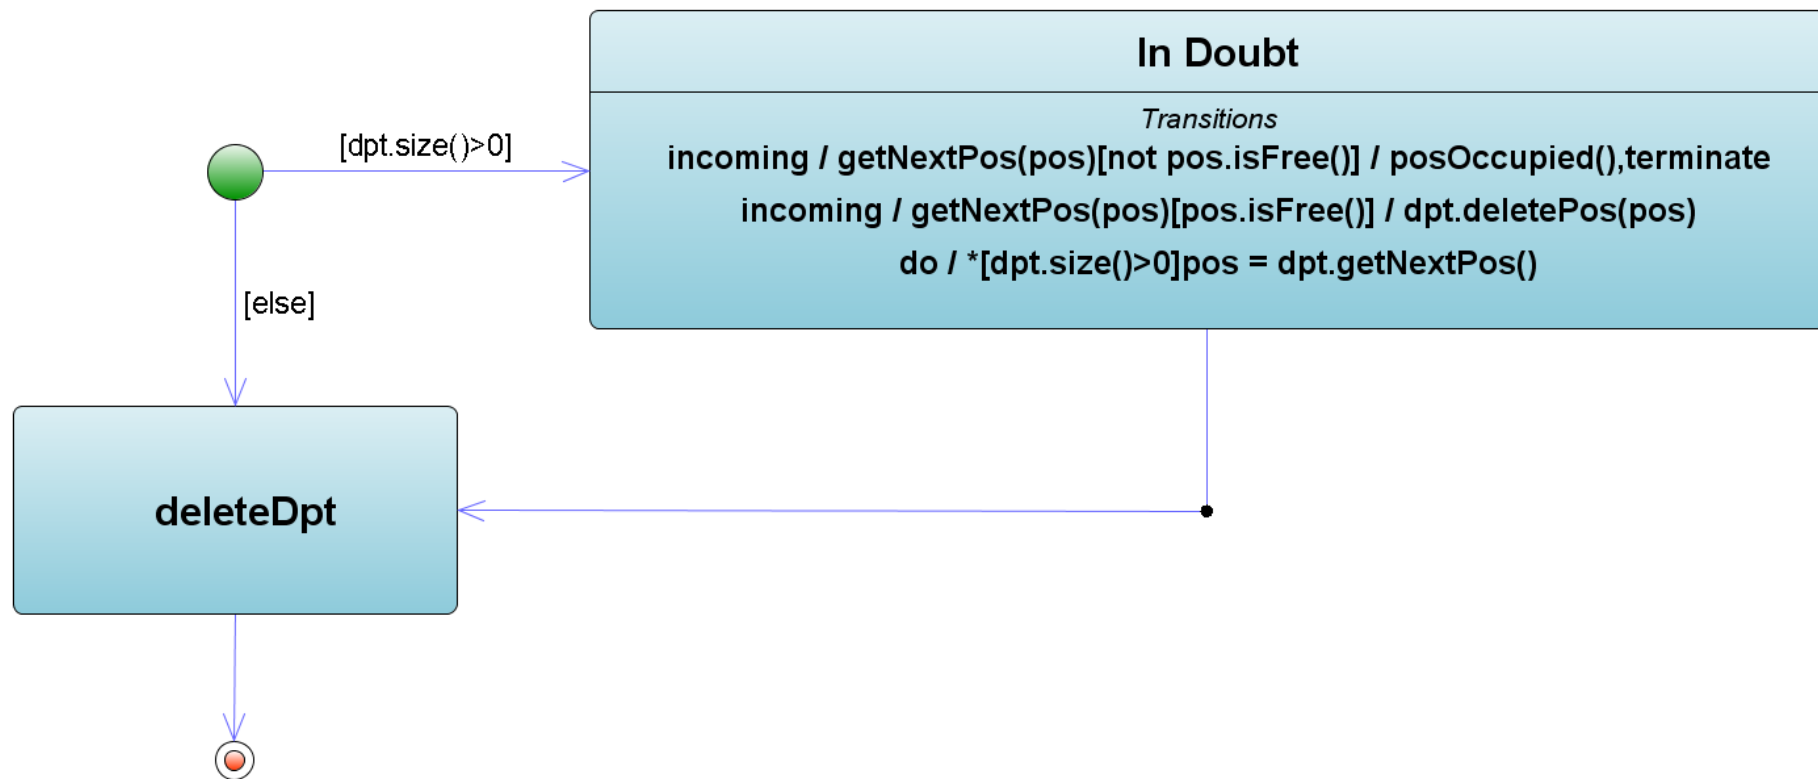 In Doubt
Transitions
incoming / getNextPos(pos)[not pos.isFree()] / posOccupied(),terminate
incoming / getNextPos(pos)[pos.isFree()] / dpt.deletePos(pos)
do / *[dpt.size()>0]pos = dpt.getNextPos()
[dpt.size()>0]
[else]
deleteDpt